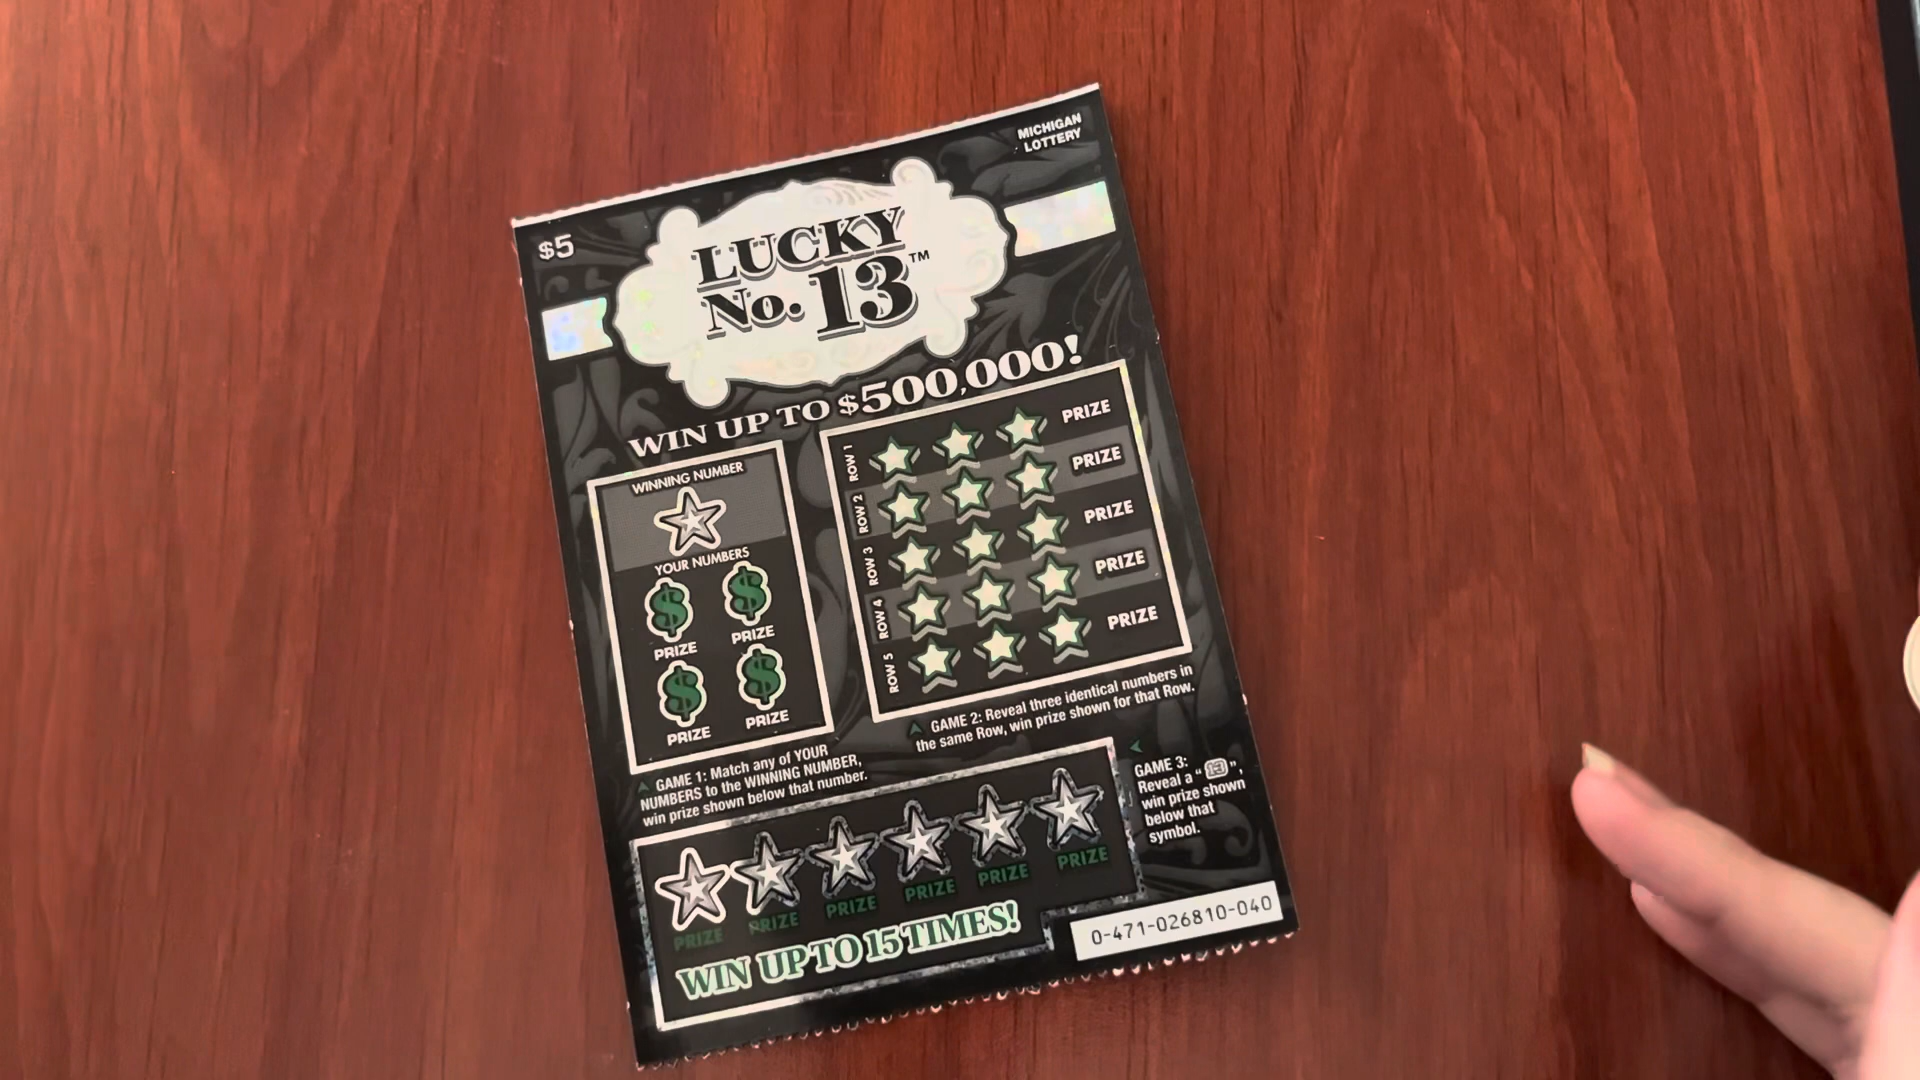 MICHIGAN
LOTTERY
$5
LUCKY
No. 13™
WIN UP TO $500,000!
WINNING NUMBER
YOUR NUMBERS
PRIZE PRIZE
PRIZE PRIZE
ROW 1 PRIZE
ROW 2 PRIZE
ROW 3 PRIZE
ROW 4 PRIZE
ROW 5 PRIZE
GAME 1: Match any of YOUR
NUMBERS to the WINNING NUMBER,
win prize shown below that number.
GAME 2: Reveal three identical numbers in
the same Row, win prize shown for that Row.
GAME 3:
Reveal a "13",
win prize shown
below that
symbol.
PRIZE PRIZE PRIZE PRIZE PRIZE PRIZE
WIN UP TO 15 TIMES!
0-471-026810-040